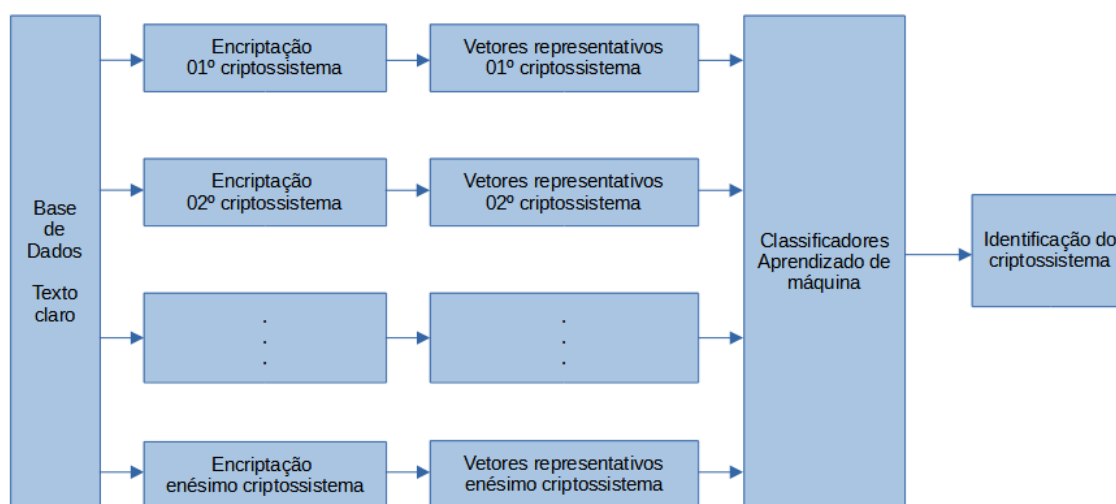 Base
de
Dados
Texto
claro
Encriptação
01º criptossistema
Vetores representativos
01º criptossistema
Encriptação
02º criptossistema
Vetores representativos
02º criptossistema
.
.
.
.
.
.
Encriptação
enésimo criptossistema
Vetores representativos
enésimo criptossistema
Classificadores
Aprendizado de
máquina
Identificação do
criptossistema